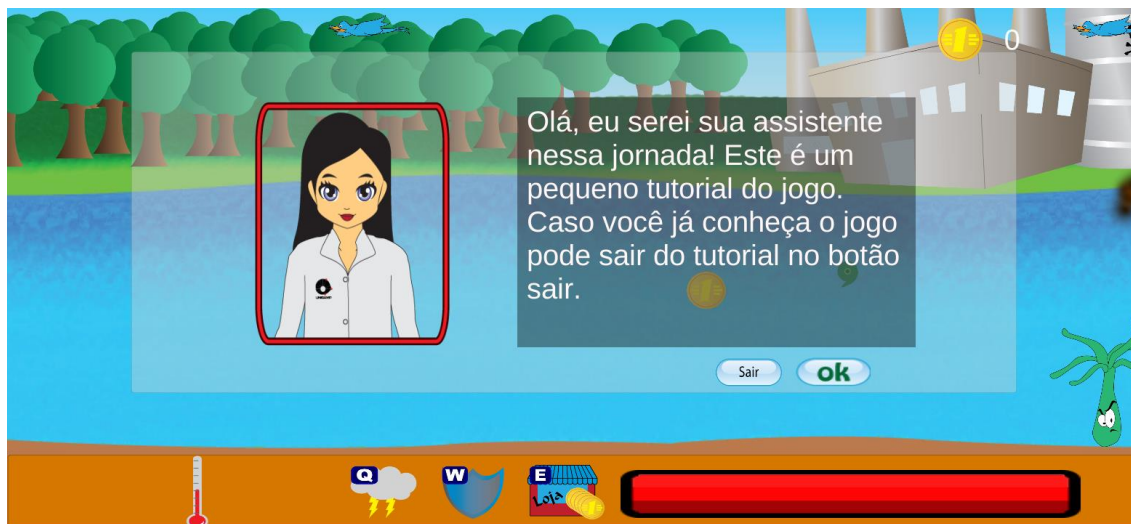 0
Olá, eu serei sua assistente
nessa jornada! Este é um
pequeno tutorial do jogo.
Caso você já conheça o jogo
pode sair do tutorial no botão
sair.
Sair
ok
Q
W
E
Loja